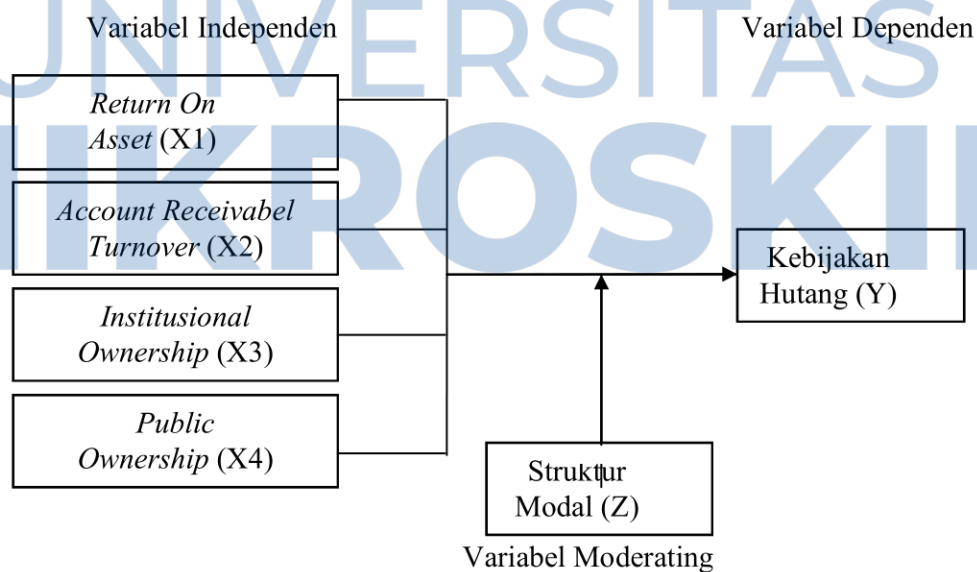 UNIVERSITAS
MIKROSKIL
Variabel Independen
Variabel Dependen
Return On
Asset (X1)
Account Receivabel
Turnover (X2)
Institusional
Ownership (X3)
Public
Ownership (X4)
Kebijakan
Hutang (Y)
Struktur
Modal (Z)
Variabel Moderating